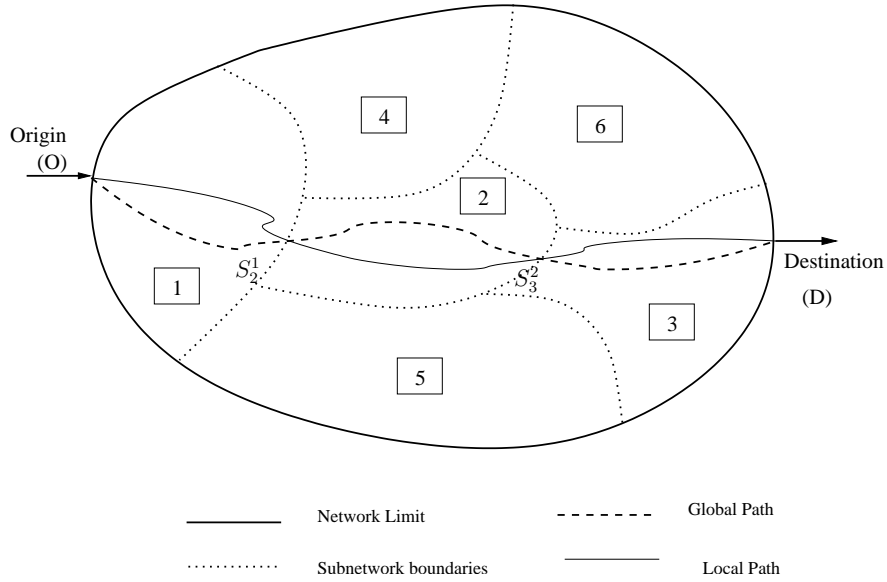 4
6
Origin
(O)
2
S_2^1
S_3^2
Destination
(D)
1
3
5
Network Limit
Global Path
Subnetwork boundaries
Local Path